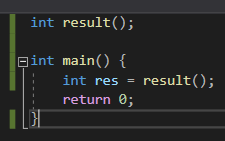 int result();
int main() {
int res = result();
return 0;
}